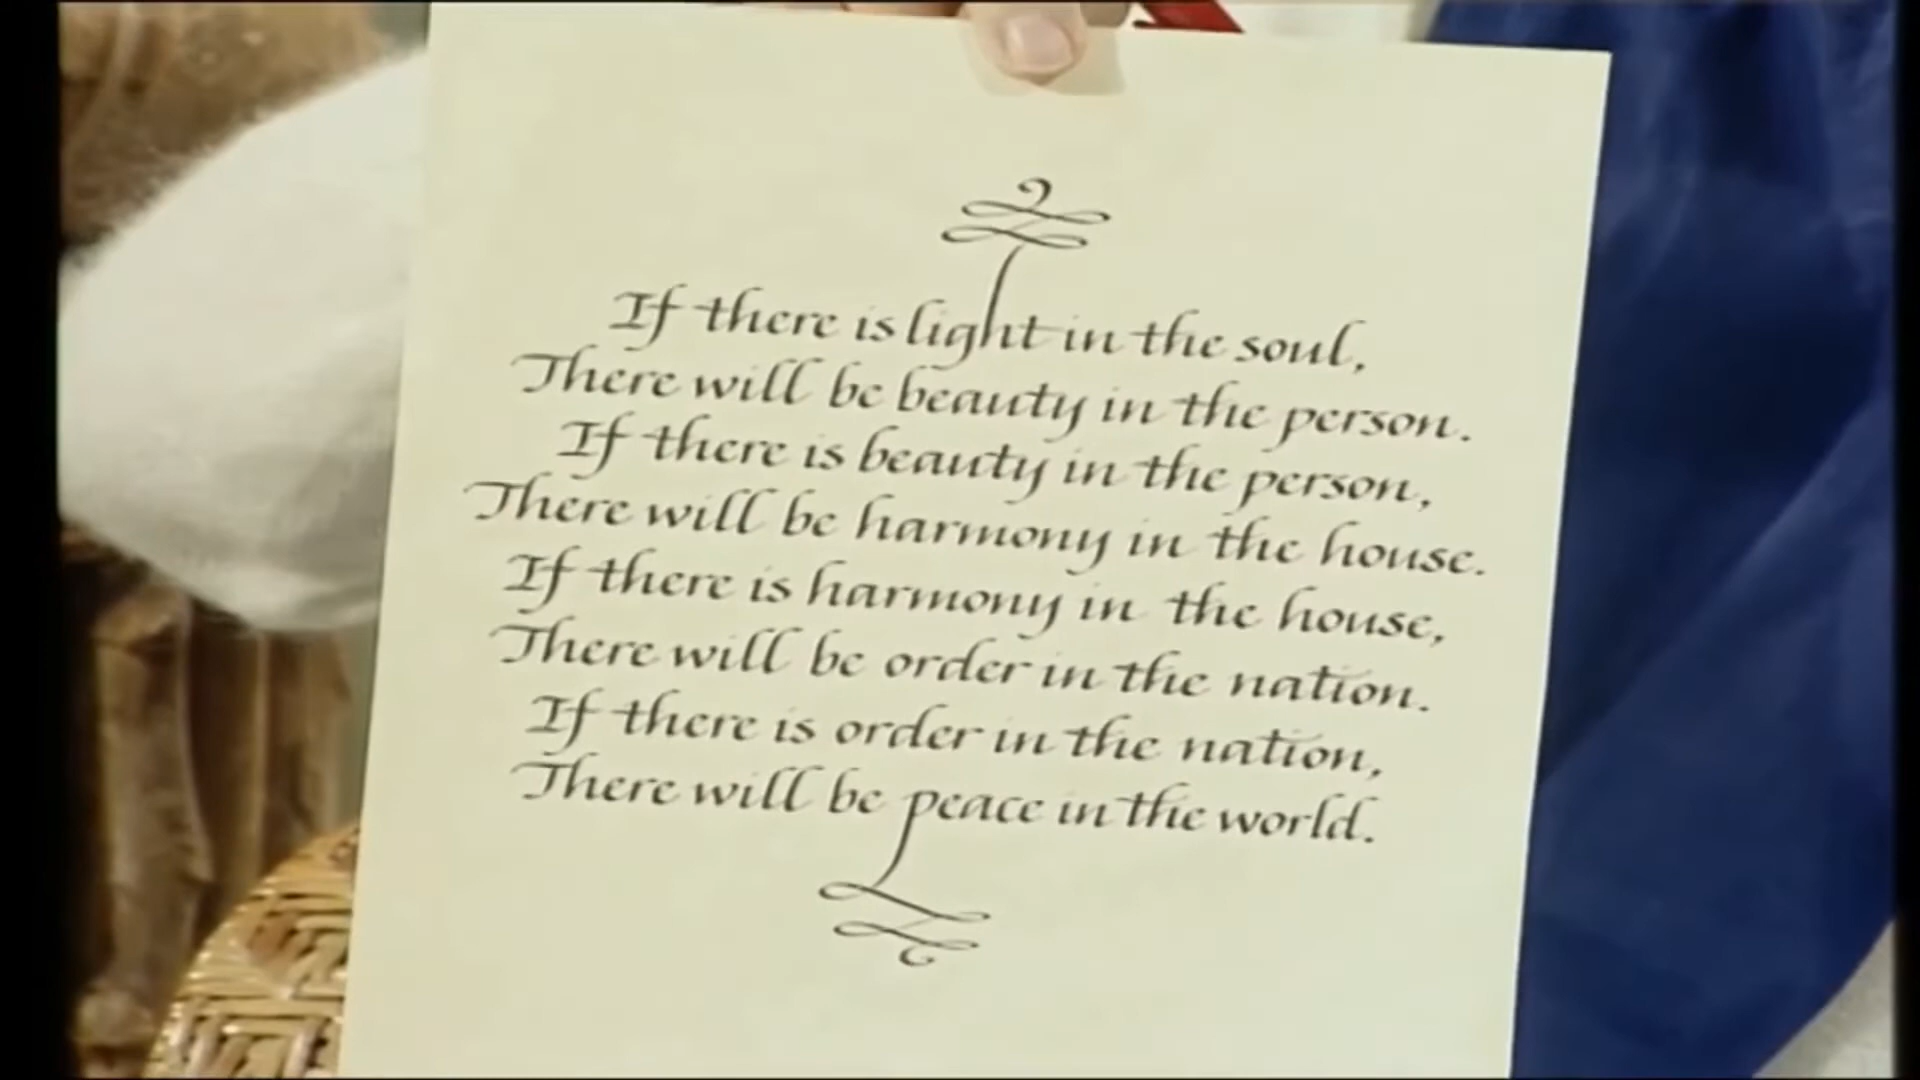 If there is light in the soul,
There will be beauty in the person.
If there is beauty in the person,
There will be harmony in the house.
If there is harmony in the house,
There will be order in the nation.
If there is order in the nation,
There will be peace in the world.